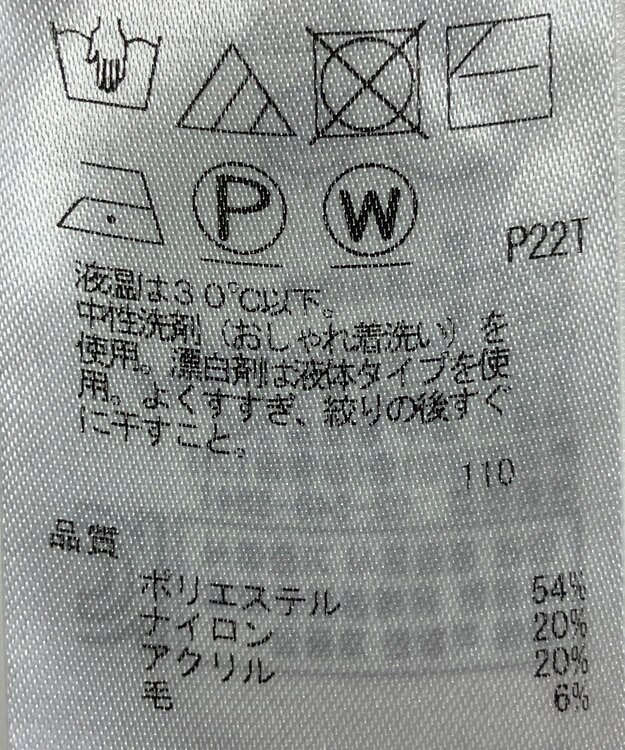 P
W
P22T
液温は30℃以下。
中性洗剤（おしゃれ着洗い）を
使用。漂白剤は液体タイプを使
用。よくすすぎ、絞りの後すぐ
に干すこと。
110
品質
ポリエステル 54%
ナイロン 20%
アクリル 20%
毛 6%